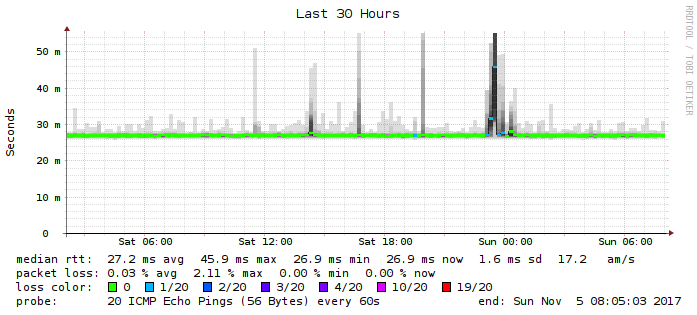 Last 30 Hours
RRDTOOL / TOBI OETIKER
Seconds
50 m
40 m
30 m
20 m
10 m
0
Sat 06:00 Sat 12:00 Sat 18:00 Sun 00:00 Sun 06:00
median rtt: 27.2 ms avg 45.9 ms max 26.9 ms min 26.9 ms now 1.6 ms sd 17.2 am/s
packet loss: 0.03 % avg 2.11 % max 0.00 % min 0.00 % now
loss color: 0 1/20 2/20 3/20 4/20 10/20 19/20
probe: 20 ICMP Echo Pings (56 Bytes) every 60s end: Sun Nov 5 08:05:03 2017